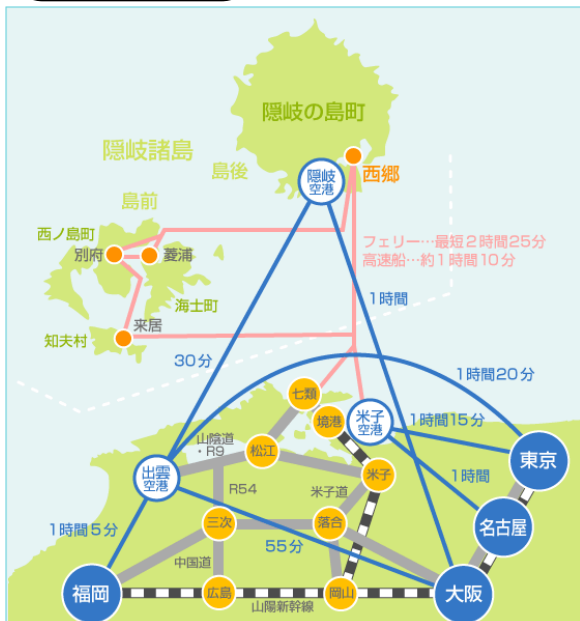 隠岐の島町
隠岐諸島
島後
隠岐
空港
西郷
島前
西ノ島町
別府
菱浦
フェリー…最短2時間25分
高速船…約1時間10分
海士町
1時間
来居
知夫村
30分
1時間20分
七類
境港
米子
空港
1時間15分
山陰道
・R9
松江
東京
出雲
空港
米子
1時間
R54
米子道
三次
落合
名古屋
1時間5分
55分
中国道
福岡
広島
岡山
大阪
山陽新幹線